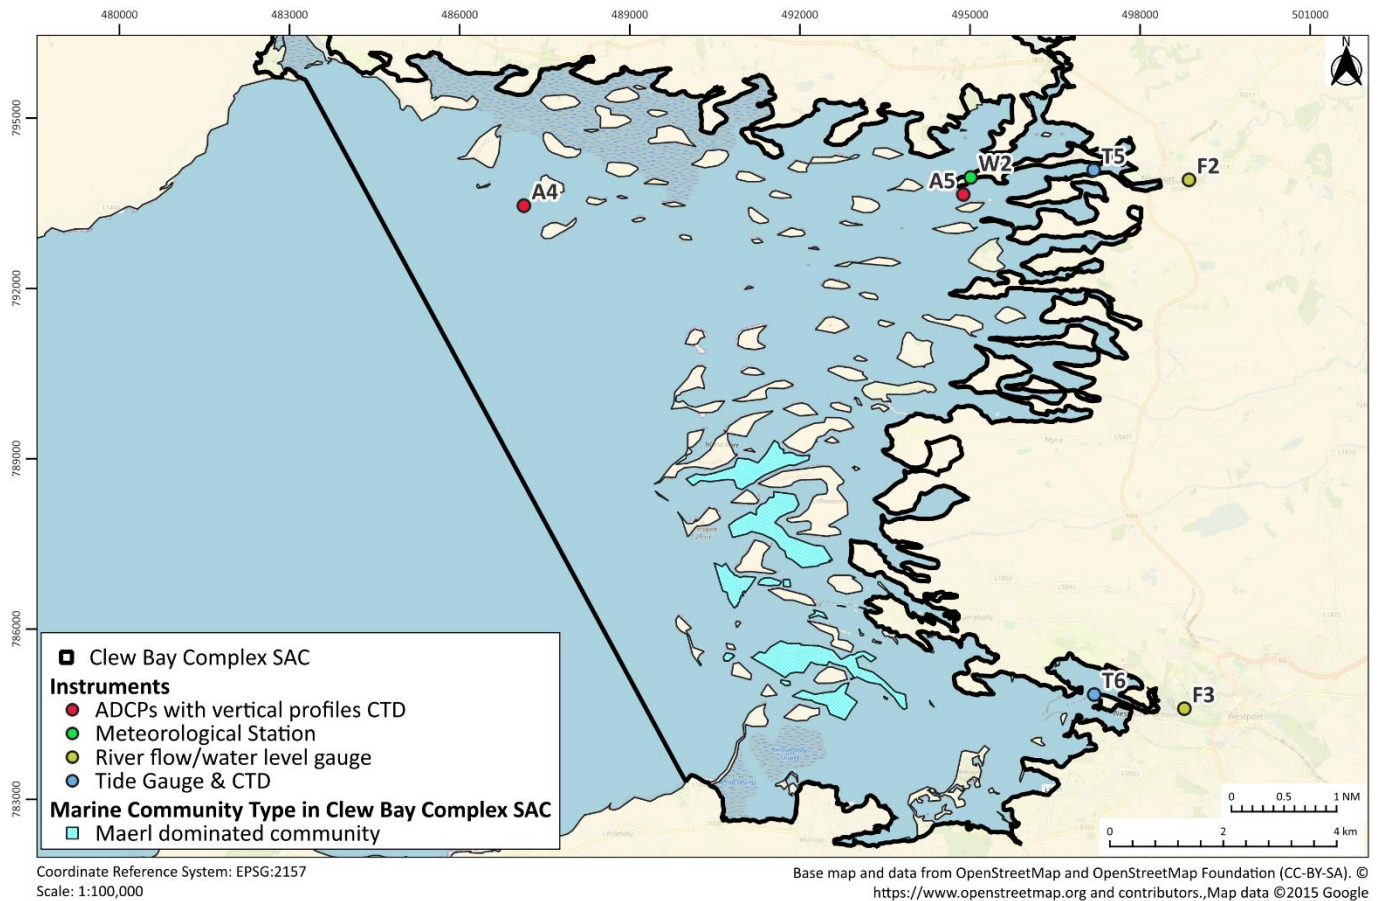 480000 483000 486000 489000 492000 495000 498000 501000
N
795000
792000
789000
786000
783000
A4
A5
W2
T5
F2
T6
F3
Clew Bay Complex SAC
Instruments
ADCPs with vertical profiles CTD
Meteorological Station
River flow/water level gauge
Tide Gauge & CTD
Marine Community Type in Clew Bay Complex SAC
Maerl dominated community
Myna
N59
Westport
0 0.5 1 NM
0 2 4 km
Coordinate Reference System: EPSG:2157
Scale: 1:100,000
Base map and data from OpenStreetMap and OpenStreetMap Foundation (CC-BY-SA). ©
https://www.openstreetmap.org and contributors.,Map data ©2015 Google